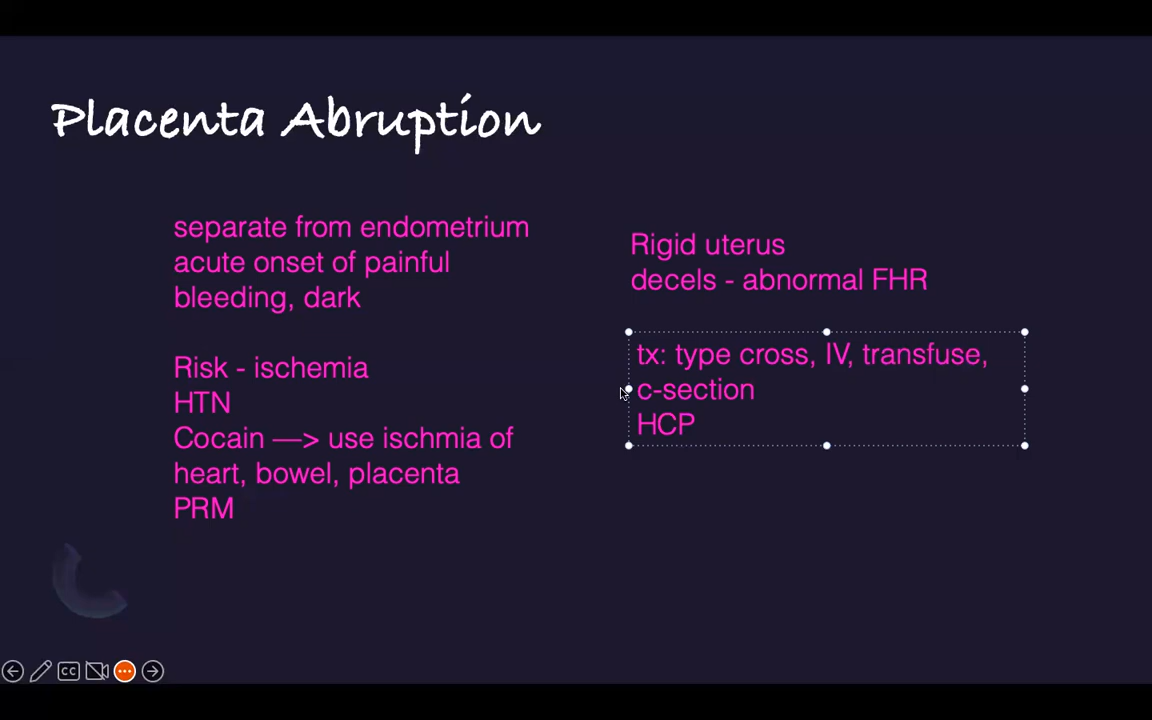 Placenta Abruption
separate from endometrium
acute onset of painful
bleeding, dark
Risk - ischemia
HTN
Cocain —> use ischmia of
heart, bowel, placenta
PRM
Rigid uterus
decels - abnormal FHR
tx: type cross, IV, transfuse,
c-section
HCP
CC